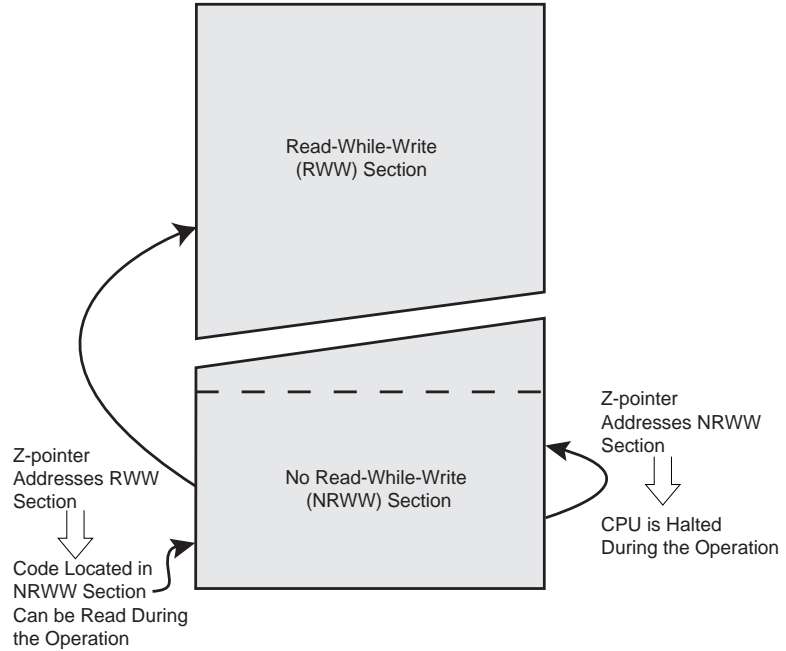 Read-While-Write
(RWW) Section
Z-pointer
Addresses NRWW
Section
Z-pointer
Addresses RWW
Section
No Read-While-Write
(NRWW) Section
CPU is Halted
During the Operation
Code Located in
NRWW Section
Can be Read During
the Operation